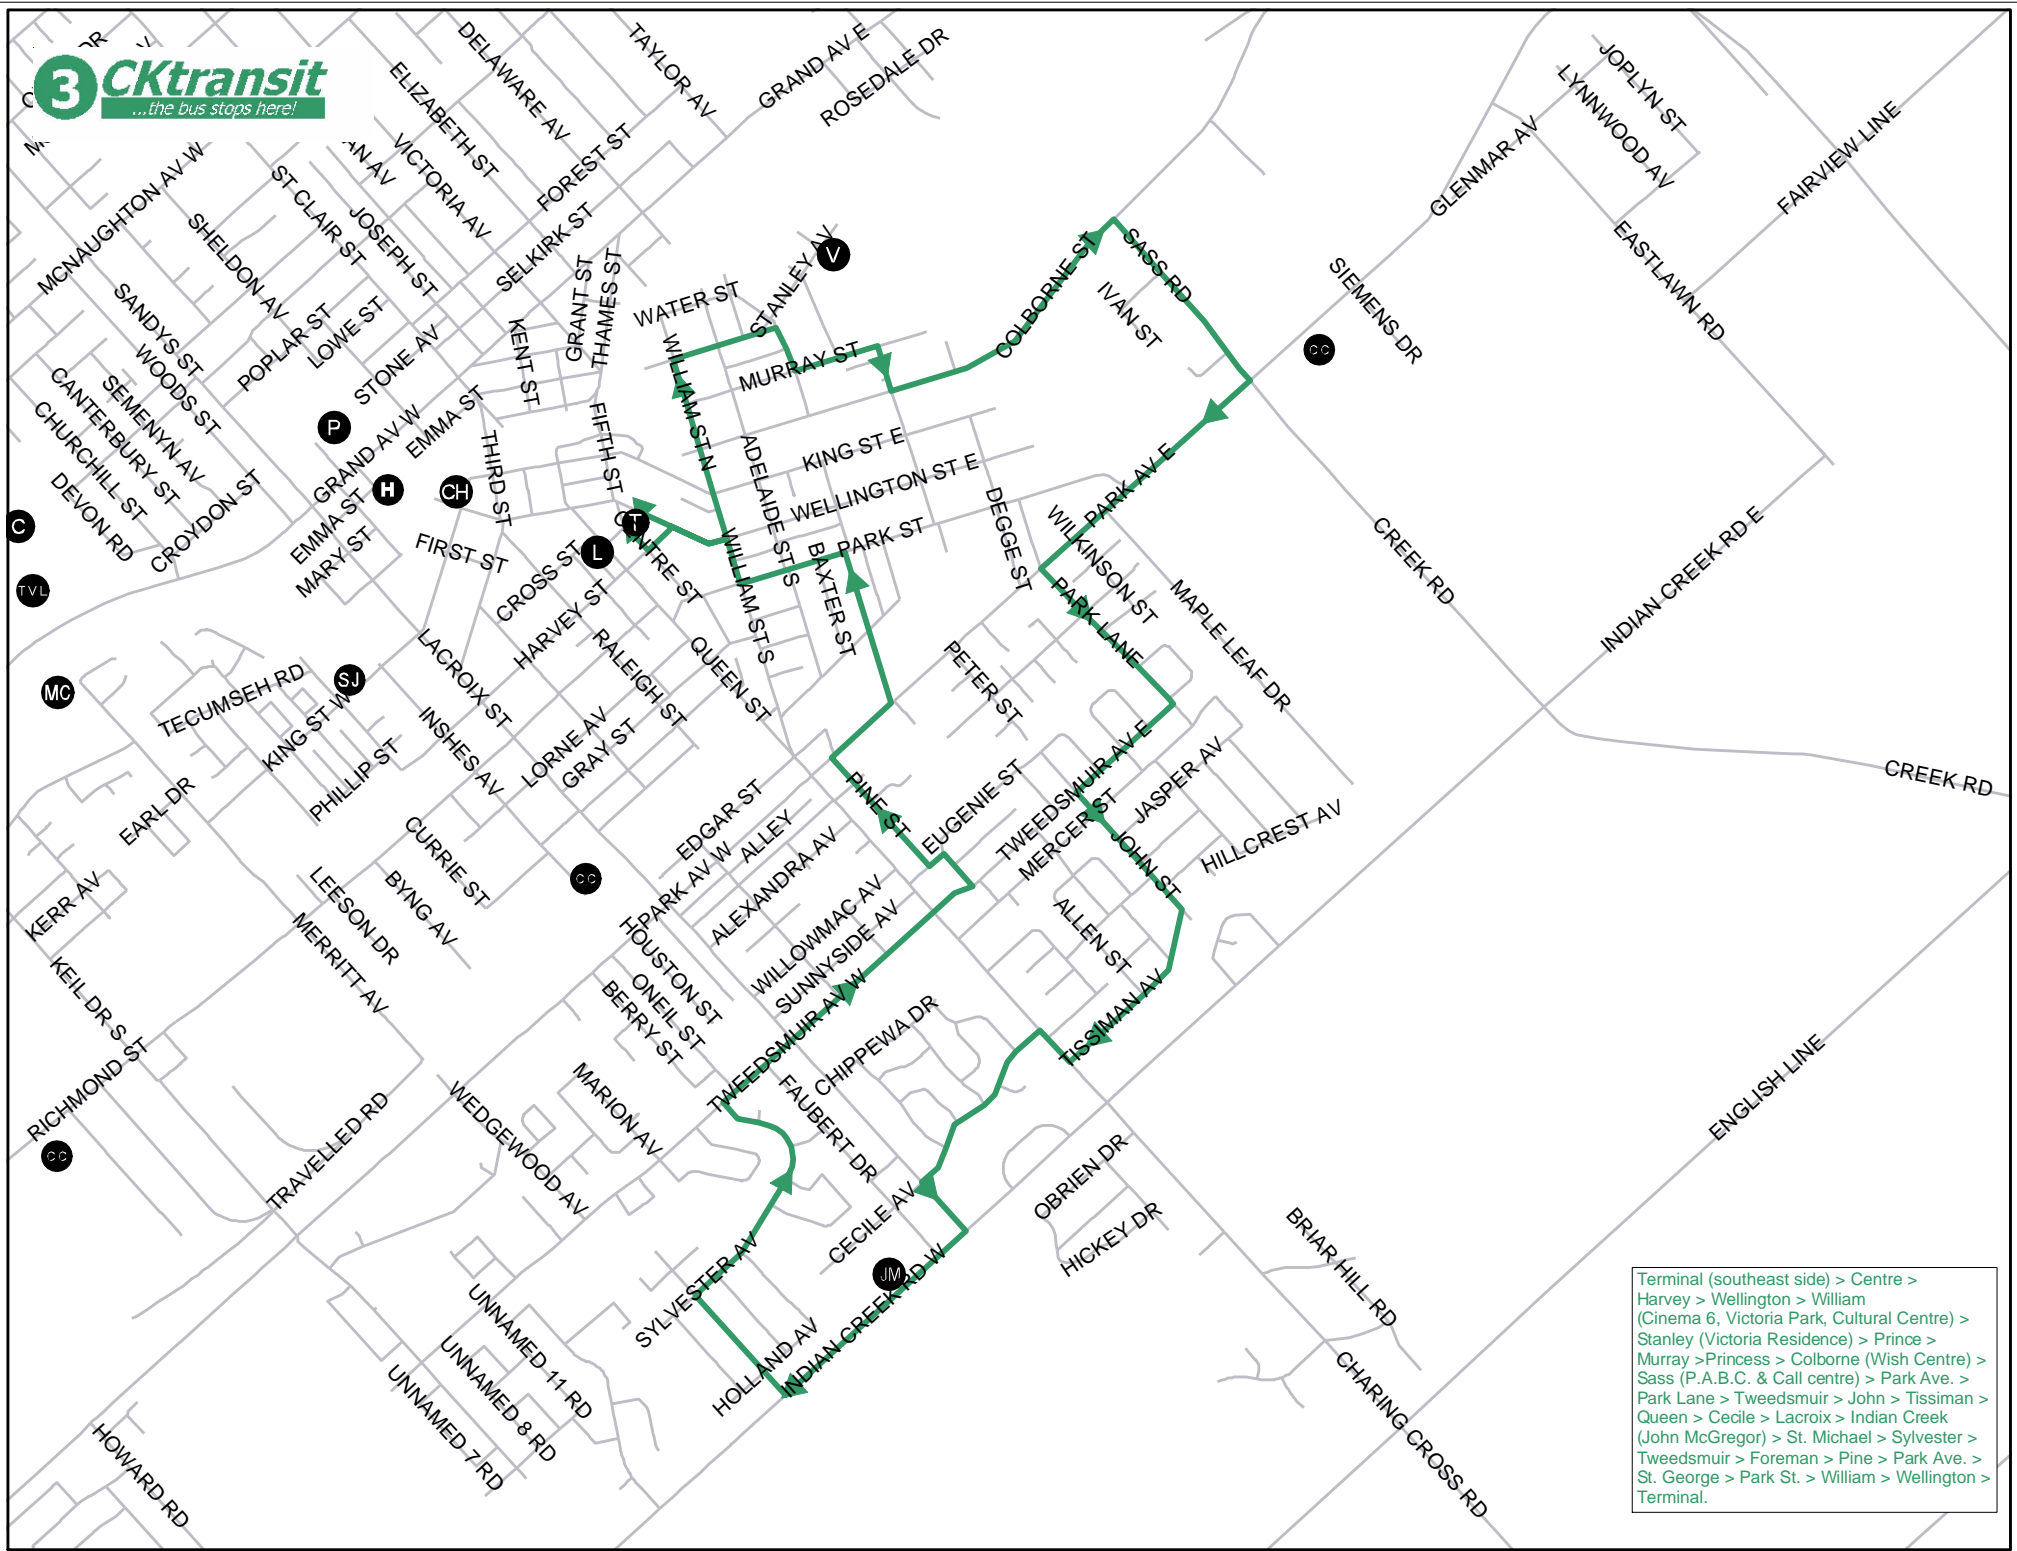 3 CKtransit
...the bus stops here!
DELAWARE AV
TAYLOR AV
GRAND AV E
ROSEDALE DR
ELIZABETH ST
VICTORIA AV
FOREST ST
SELKIRK ST
MCNAUGHTON AV W
ST CLAIR ST
JOSEPH ST
SHELDON AV
SANDYS ST
WOODS ST
POPLAR ST
LOWE ST
STONE AV
CANTERBURY ST
SEMENYN AV
CHURCHILL ST
DEVON RD
CROYDON ST
GRAND AV W
EMMA ST
EMMA ST
MARY ST
KENT ST
GRANT ST
THAMES ST
THIRD ST
FIFTH ST
FIRST ST
WATER ST
STANLEY AV
V
WILLIAM ST N
MURRAY ST
ADELAIDE ST S
KING ST E
WELLINGTON ST E
PARK ST
BAXTER ST
WILLIAM ST S
DEGGE ST
COLBORNE ST
SASS RD
IVAN ST
PARK AV E
WILKINSON ST
PARK LANE
MAPLE LEAF DR
PETER ST
SIEMENS DR
CC
GLENMAR AV
JOPLYN ST
LYNNWOOD AV
FAIRVIEW LINE
EASTLAWN RD
CREEK RD
INDIAN CREEK RD E
CREEK RD
P
H
CH
C
TVL
MC
SJ
L
T
CENTRE ST
CROSS ST
HARVEY ST
RALEIGH ST
QUEEN ST
LACROIX ST
INSHES AV
LORNE AV
GRAY ST
TECUMSEH RD
KING ST W
PHILLIP ST
EARL DR
CURRIE ST
BYNG AV
LEESON DR
MERRITT AV
KERR AV
KEIL DR S
RICHMOND ST
CC
CC
TRAVELLED RD
EDGAR ST
PARK AV W
ALLEY
ALEXANDRA AV
WILLOWMAC AV
SUNNYSIDE AV
HOUSTON ST
ONEIL ST
BERRY ST
MARION AV
WEDGEWOOD AV
TWEEDSMUIR AV W
PINE ST
EUGENIE ST
TWEEDSMUIR AV E
MERCER ST
JASPER AV
JOHN ST
HILLCREST AV
ALLEN ST
TISSIMAN AV
CHIPPEWA DR
FAUBERT DR
CECILE AV
JM
INDIAN CREEK RD W
HOLLAND AV
SYLVESTER AV
OBRIEN DR
HICKEY DR
BRIAR HILL RD
CHARING CROSS RD
ENGLISH LINE
UNNAMED 11 RD
UNNAMED 8 RD
UNNAMED 7 RD
HOWARD RD
Terminal (southeast side) > Centre >
Harvey > Wellington > William
(Cinema 6, Victoria Park, Cultural Centre) >
Stanley (Victoria Residence) > Prince >
Murray >Princess > Colborne (Wish Centre) >
Sass (P.A.B.C. & Call centre) > Park Ave. >
Park Lane > Tweedsmuir > John > Tissiman >
Queen > Cecile > Lacroix > Indian Creek
(John McGregor) > St. Michael > Sylvester >
Tweedsmuir > Foreman > Pine > Park Ave. >
St. George > Park St. > William > Wellington >
Terminal.